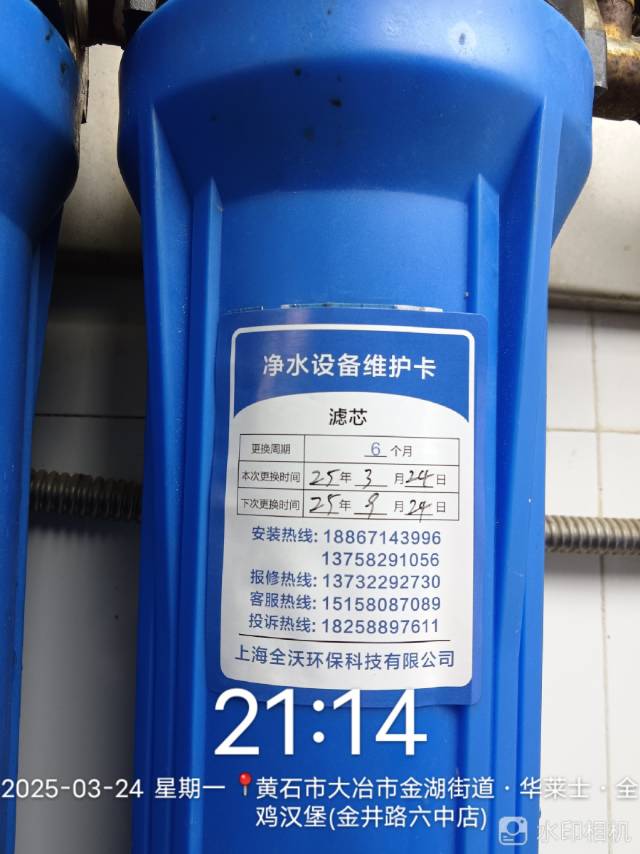 净水设备维护卡
滤芯
更换周期 6 个月
本次更换时间 25年 3 月 24日
下次更换时间 25年 9 月 24日
安装热线: 18867143996
13758291056
报修热线: 13732292730
客服热线: 15158087089
投诉热线: 18258897611
上海全沃环保科技有限公司
21:14
2025-03-24 星期一 黄石市大冶市金湖街道·华莱士·全
鸡汉堡(金井路六中店)
水印相机